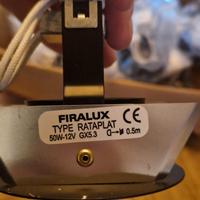 FIRALUX CE
TYPE RATAPLAT
50W-12V GX5.3 0.5m